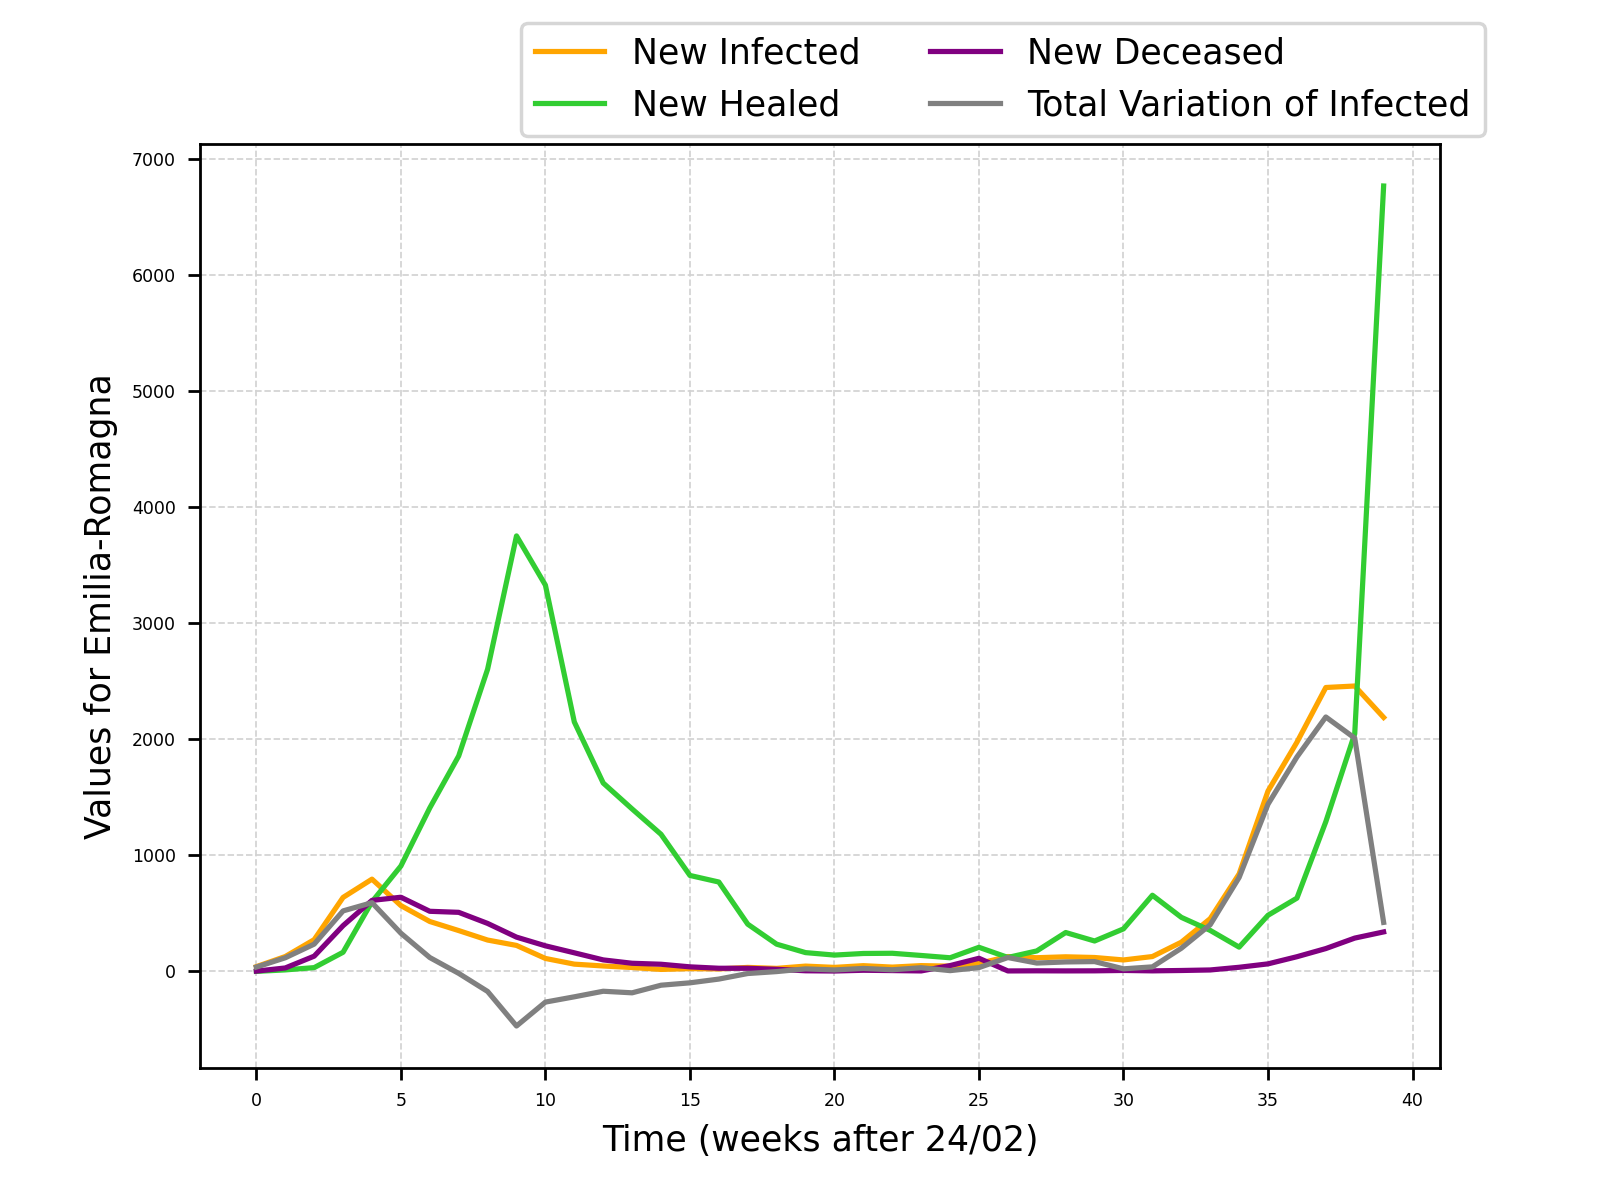 New Infected
New Healed
New Deceased
Total Variation of Infected
7000
6000
5000
4000
3000
2000
1000
0
Values for Emilia-Romagna
0 5 10 15 20 25 30 35 40
Time (weeks after 24/02)